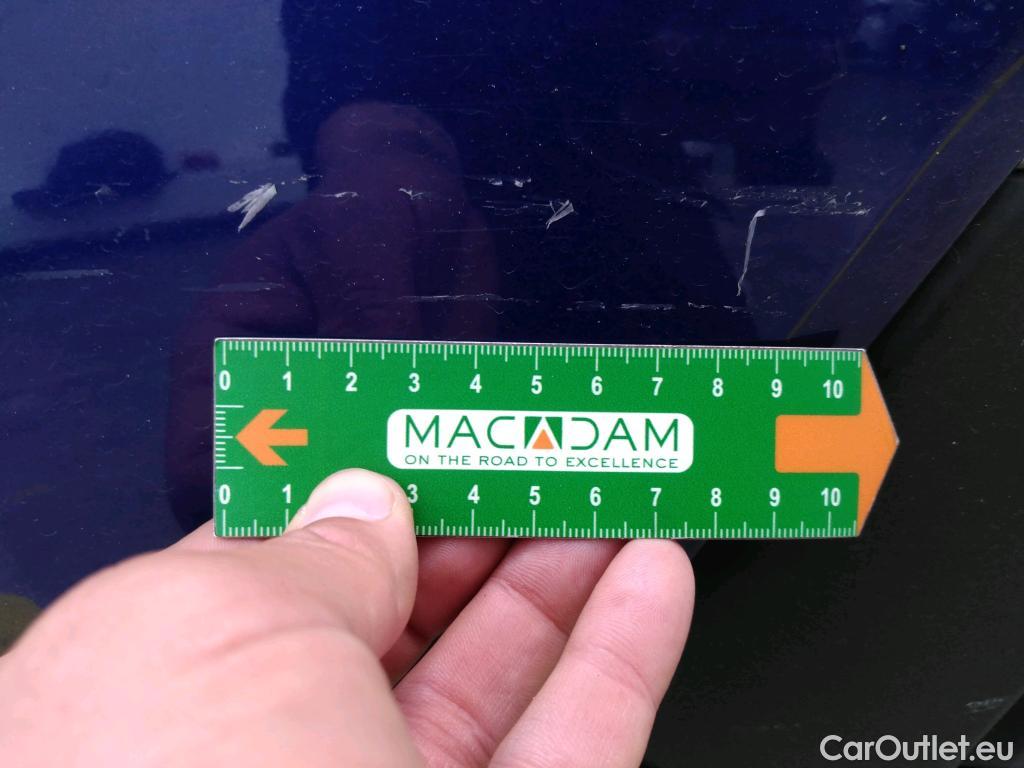 0 1 2 3 4 5 6 7 8 9 10
MACADAM
ON THE ROAD TO EXCELLENCE
0 1 3 4 5 6 7 8 9 10
CarOutlet.eu